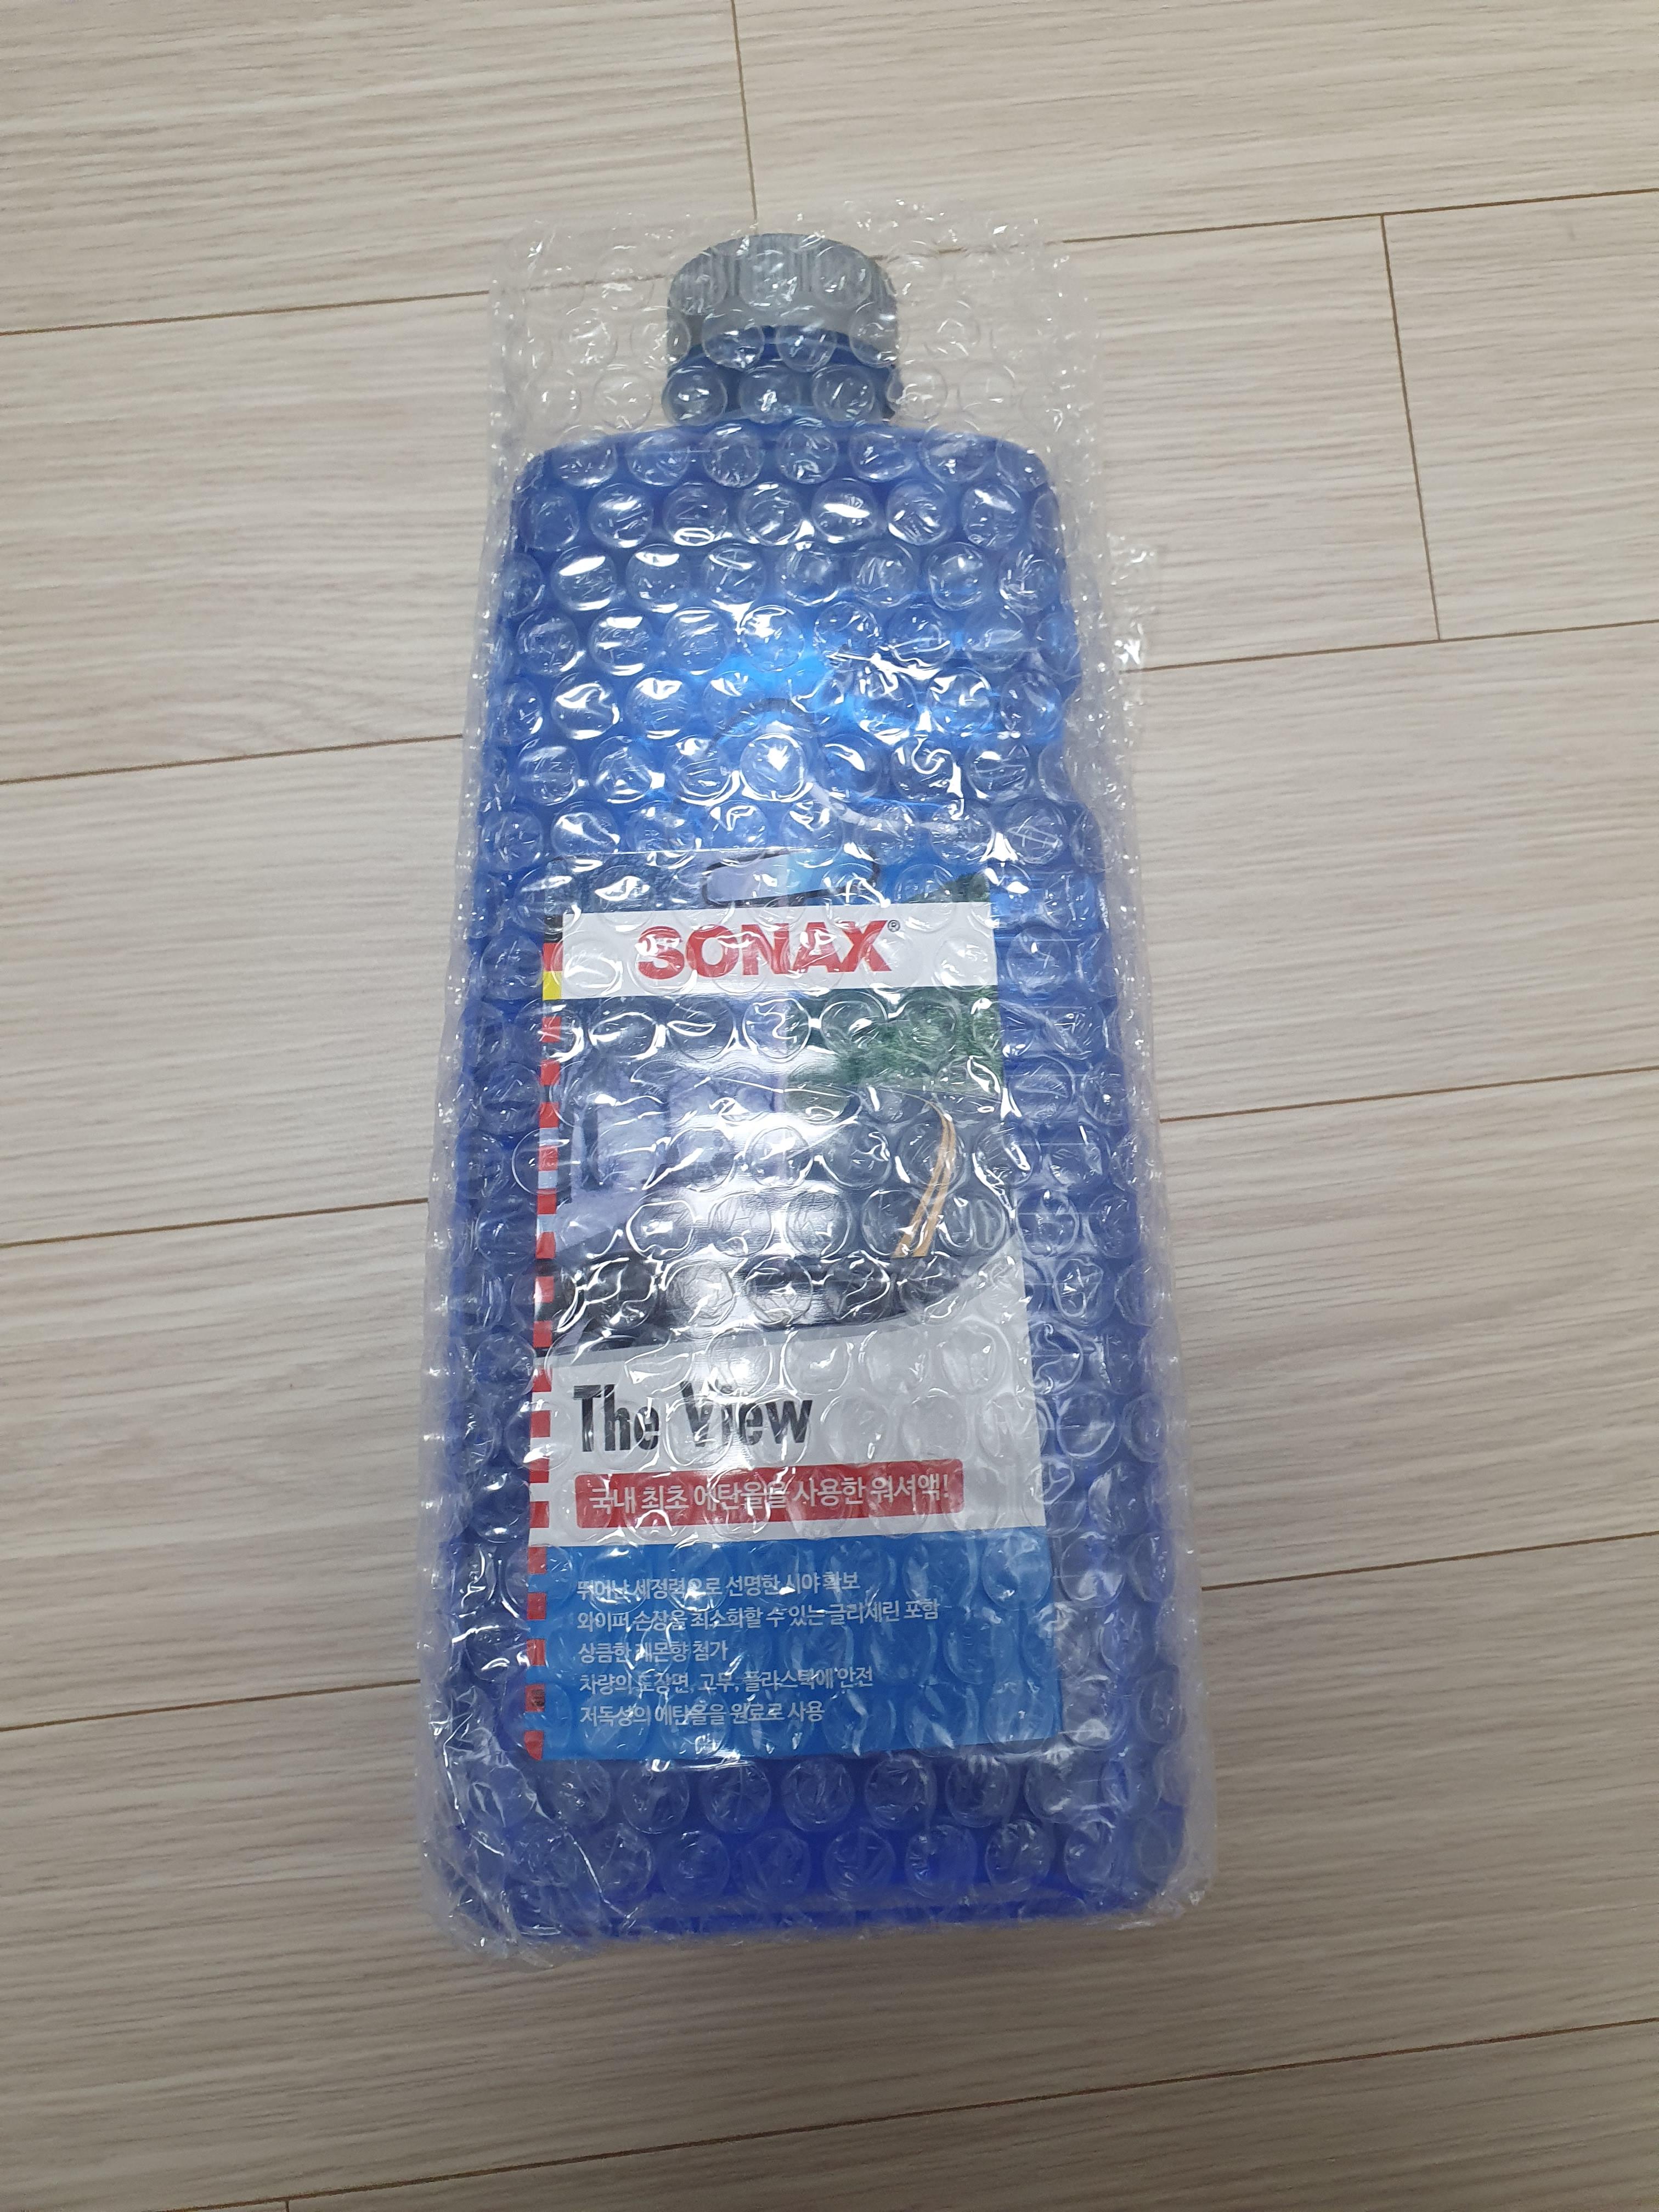 SONAX®
The View
국내 최초 에탄올을 사용한 워셔액!
뛰어난 세정력으로 선명한 시야 확보
와이퍼 손상을 최소화할 수 있는 글리세린 포함
상큼한 레몬향 첨가
차량의 도장면, 고무, 플라스틱에 안전
저독성의 에탄올을 원료로 사용